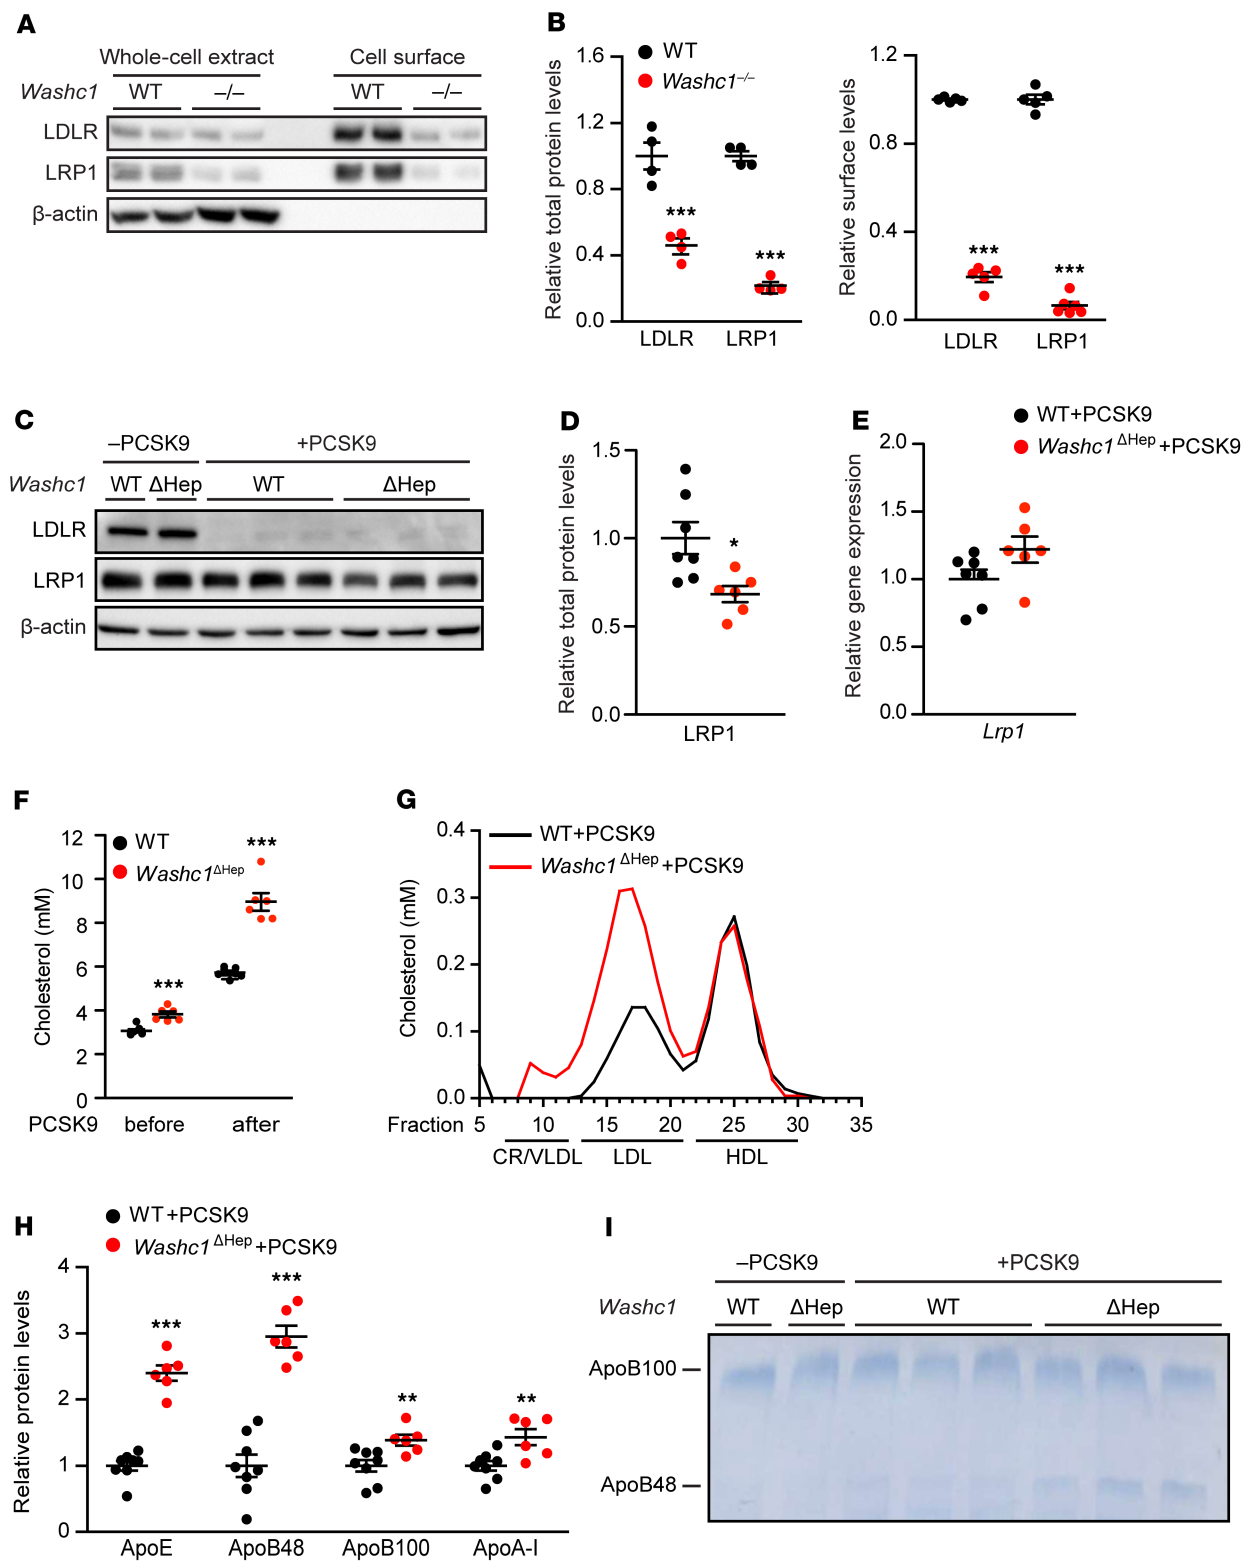 A
Whole-cell extract Cell surface
Washc1 WT –/– WT –/–
LDLR
LRP1
β-actin
B
WT
Washc1–/–
Relative total protein levels
1.6
1.2
0.8
0.4
0.0
***
***
LDLR LRP1
Relative surface levels
1.2
0.8
0.4
0.0
***
***
LDLR LRP1
C
–PCSK9 +PCSK9
Washc1 WT ΔHep WT ΔHep
LDLR
LRP1
β-actin
D
Relative total protein levels
1.5
1.0
0.5
0.0
*
LRP1
E
WT+PCSK9
Washc1ΔHep+PCSK9
Relative gene expression
2.0
1.5
1.0
0.5
0.0
Lrp1
F
WT
Washc1ΔHep
Cholesterol (mM)
12
10
8
6
4
2
0
***
***
PCSK9 before after
G
WT+PCSK9
Washc1ΔHep+PCSK9
Cholesterol (mM)
0.4
0.3
0.2
0.1
0.0
Fraction 5 10 15 20 25 30 35
CR/VLDL LDL HDL
H
WT+PCSK9
Washc1ΔHep+PCSK9
Relative protein levels
4
3
2
1
0
***
***
**
**
ApoE ApoB48 ApoB100 ApoA-I
I
–PCSK9 +PCSK9
Washc1 WT ΔHep WT ΔHep
ApoB100
ApoB48